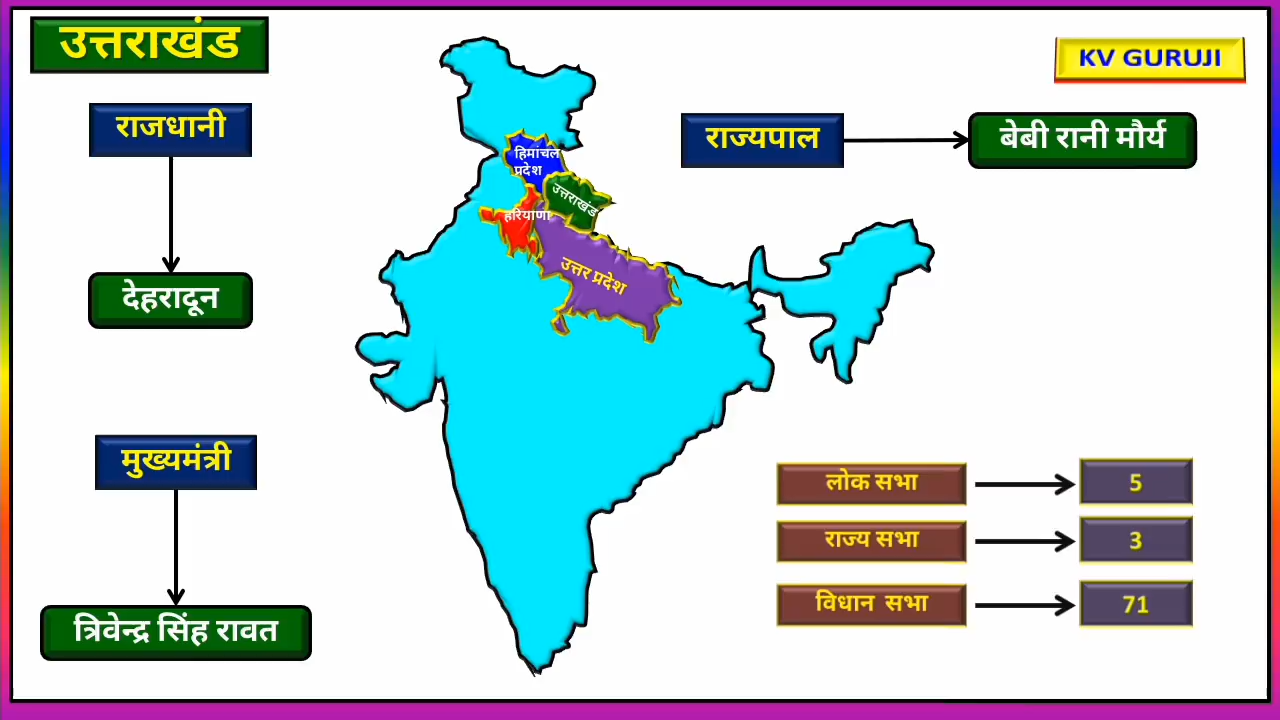 उत्तराखंड
KV GURUJI
राजधानी
देहरादून
राज्यपाल
बेबी रानी मौर्य
हिमांचल
प्रदेश
उत्तराखंड
हरियाणा
उत्तर प्रदेश
मुख्यमंत्री
त्रिवेन्द्र सिंह रावत
लोक सभा
5
राज्य सभा
3
विधान सभा
71